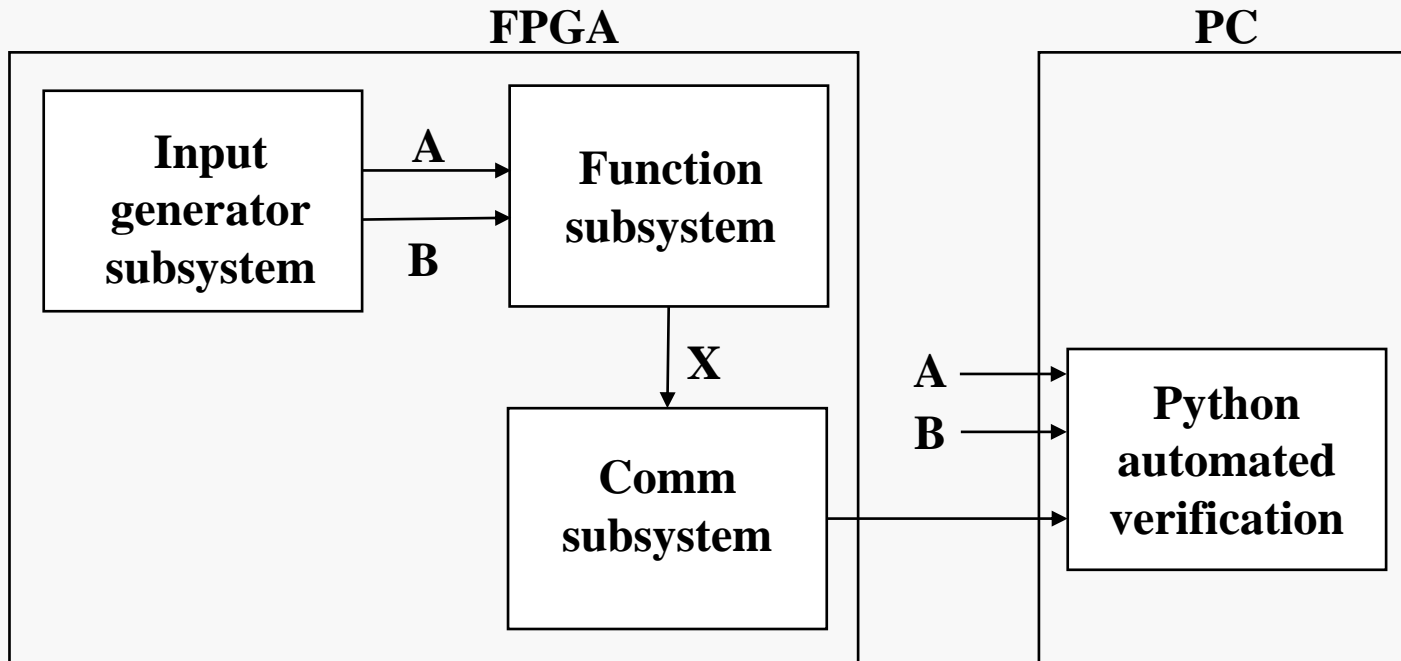 FPGA
PC
Input
generator
subsystem
A
B
Function
subsystem
X
Comm
subsystem
A
B
Python
automated
verification